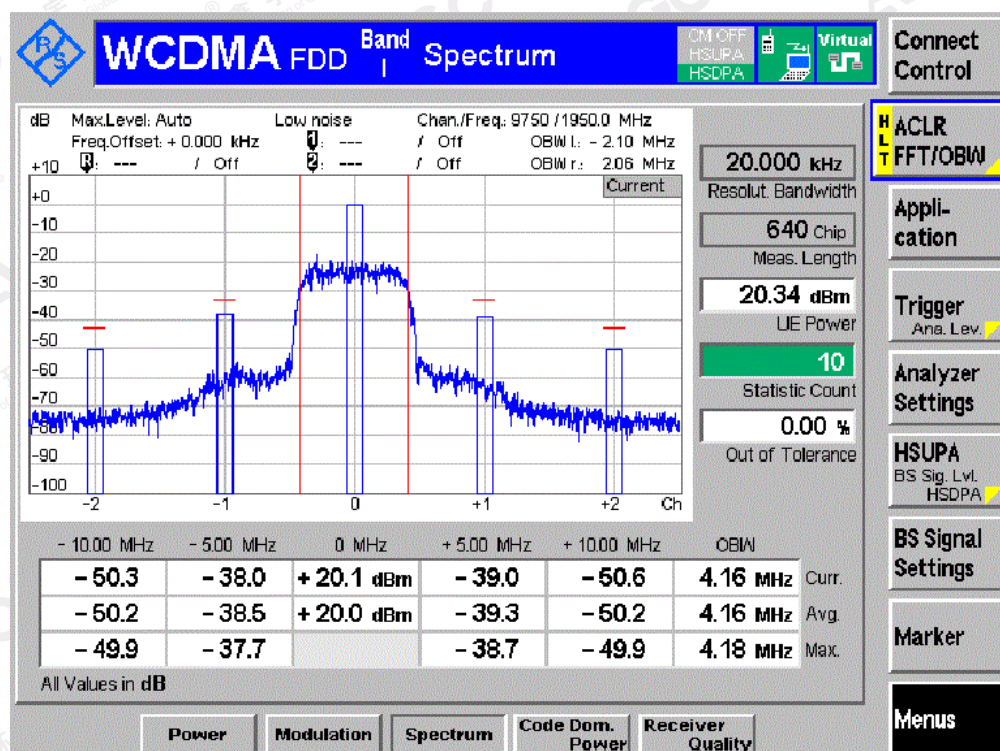 R&S
WCDMA FDD Band I Spectrum
CM OFF
HSUPA
HSDPA
Virtual
Connect Control
dB Max.Level: Auto Low noise Chan./Freq.: 9750 / 1950.0 MHz
Freq.Offset: + 0.000 kHz 1: --- / Off OBW l.: - 2.10 MHz
R: --- / Off 2: --- / Off OBW r.: 2.06 MHz
Current
+10
+0
-10
-20
-30
-40
-50
-60
-70
-80
-90
-100
-2 -1 0 +1 +2 Ch
20.000 kHz
Resolut. Bandwidth
640 Chip
Meas. Length
20.34 dBm
UE Power
10
Statistic Count
0.00 %
Out of Tolerance
HLT
ACLR
FFT/OBW
Appli-
cation
Trigger
Ana. Lev.
Analyzer
Settings
HSUPA
BS Sig. Lvl.
HSDPA
BS Signal
Settings
Marker
Menus
- 10.00 MHz - 5.00 MHz 0 MHz + 5.00 MHz + 10.00 MHz OBW
- 50.3 - 38.0 + 20.1 dBm - 39.0 - 50.6 4.16 MHz Curr.
- 50.2 - 38.5 + 20.0 dBm - 39.3 - 50.2 4.16 MHz Avg.
- 49.9 - 37.7 - 38.7 - 49.9 4.18 MHz Max.
All Values in dB
Power Modulation Spectrum Code Dom. Power Receiver Quality